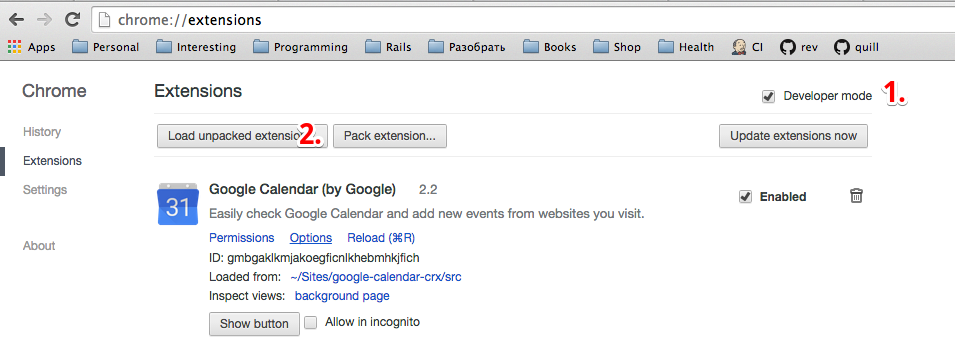 chrome://extensions
Apps Personal Interesting Programming Rails Разобрать Books Shop Health CI rev quill
Chrome Extensions
Developer mode 1.
History
Load unpacked extension 2. Pack extension... Update extensions now
Extensions
Settings
Google Calendar (by Google) 2.2 Enabled
31
Easily check Google Calendar and add new events from websites you visit.
About
Permissions Options Reload (⌘R)
ID: gmbgaklkmjakoegficnlkhebmhkjfich
Loaded from: ~/Sites/google-calendar-crx/src
Inspect views: background page
Show button Allow in incognito